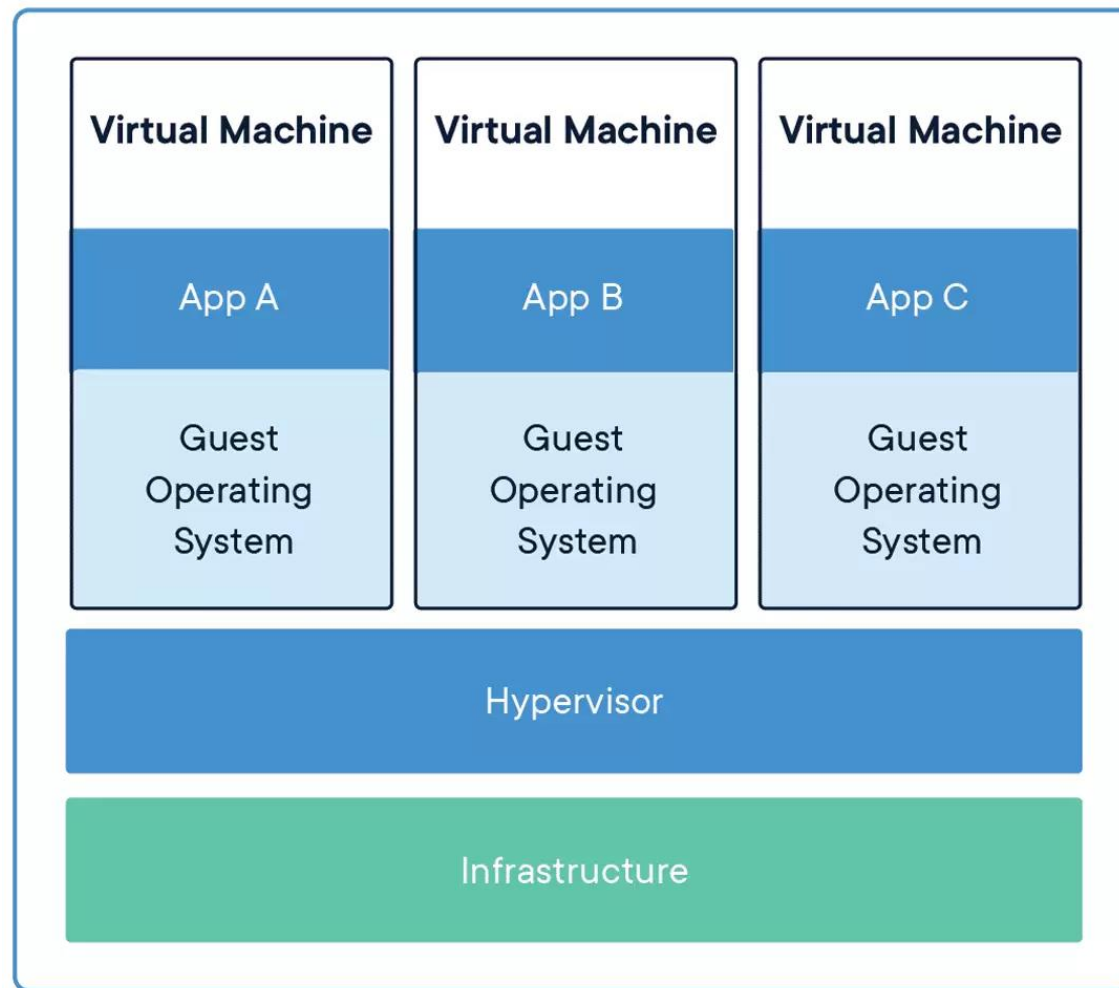 Virtual Machine
App A
Guest
Operating
System
Virtual Machine
App B
Guest
Operating
System
Virtual Machine
App C
Guest
Operating
System
Hypervisor
Infrastructure